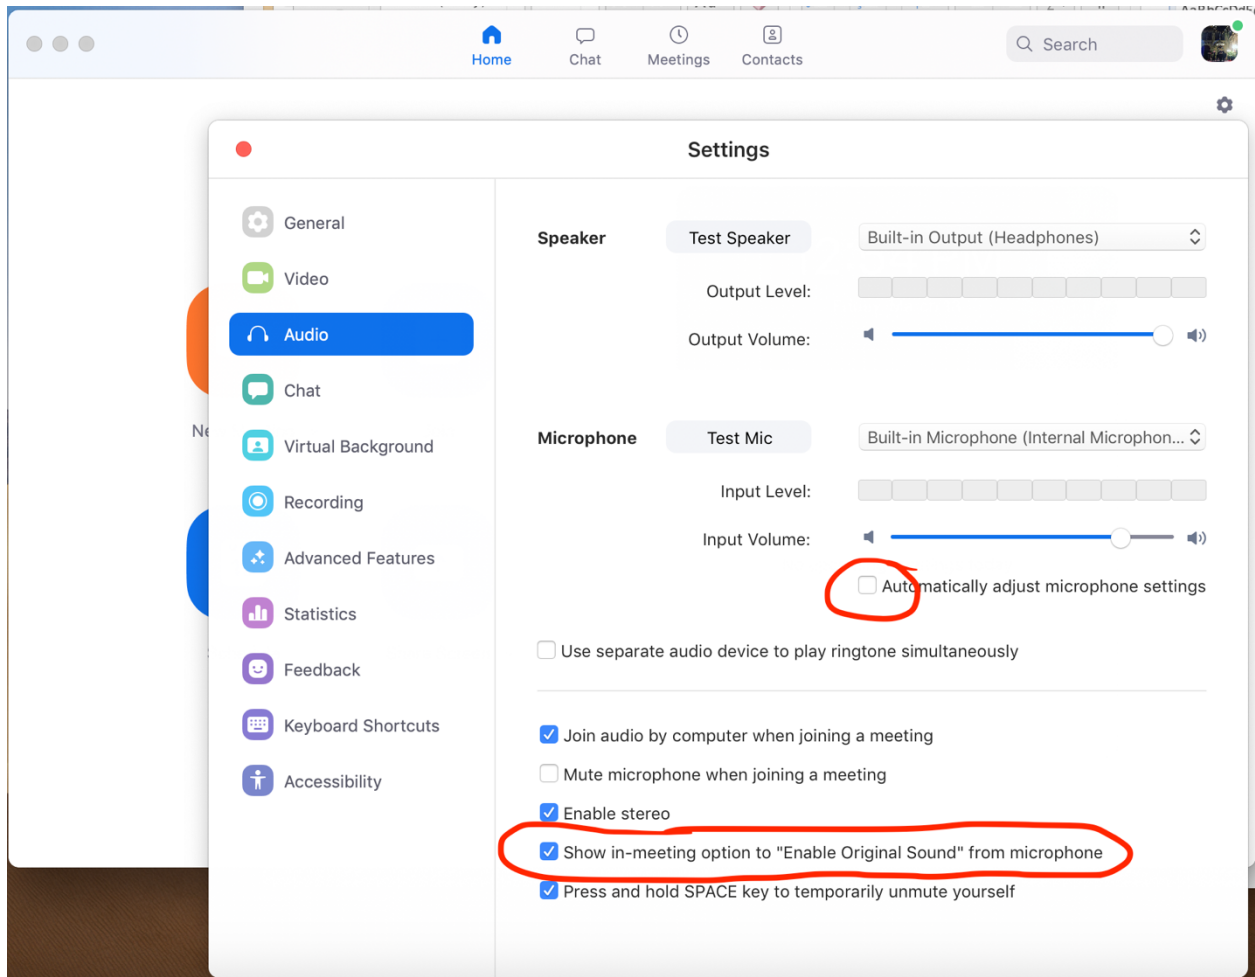 Home
Chat
Meetings
Contacts
Search
Settings
General
Video
Audio
Chat
Virtual Background
Recording
Advanced Features
Statistics
Feedback
Keyboard Shortcuts
Accessibility
Speaker
Test Speaker
Built-in Output (Headphones)
Output Level:
Output Volume:
Microphone
Test Mic
Built-in Microphone (Internal Microphon...
Input Level:
Input Volume:
Automatically adjust microphone settings
Use separate audio device to play ringtone simultaneously
Join audio by computer when joining a meeting
Mute microphone when joining a meeting
Enable stereo
Show in-meeting option to "Enable Original Sound" from microphone
Press and hold SPACE key to temporarily unmute yourself